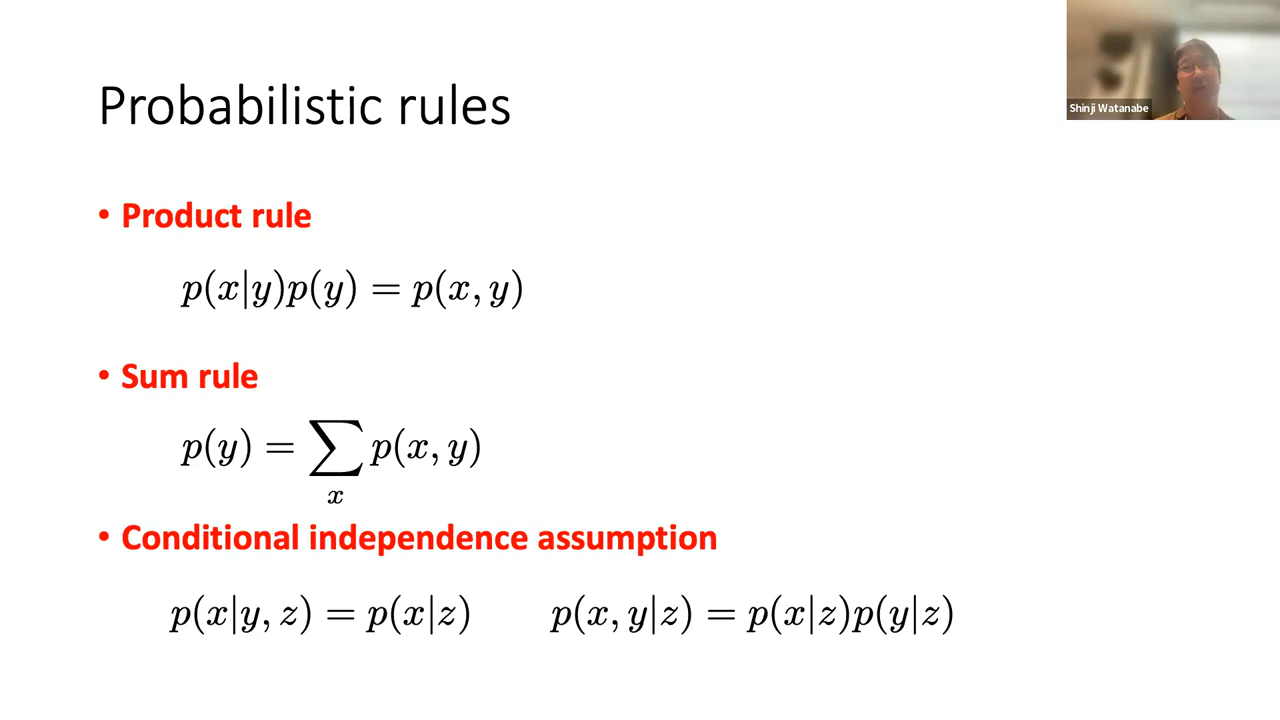 Probabilistic rules
Shinji Watanabe
• Product rule
p(x|y)p(y) = p(x, y)
• Sum rule
p(y) = ∑ p(x, y)
x
• Conditional independence assumption
p(x|y, z) = p(x|z) p(x, y|z) = p(x|z)p(y|z)